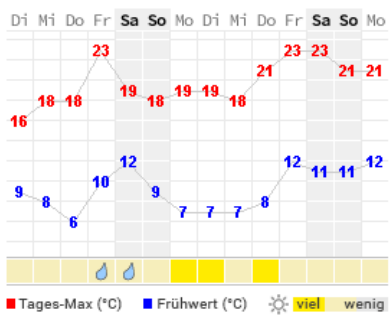 Di Mi Do Fr Sa So Mo Di Mi Do Fr Sa So Mo
16 18 18 23 19 18 19 19 18 21 23 23 21 21
9 8 6 10 12 9 7 7 7 8 12 11 11 12
Tages-Max (°C) Frühwert (°C) viel wenig